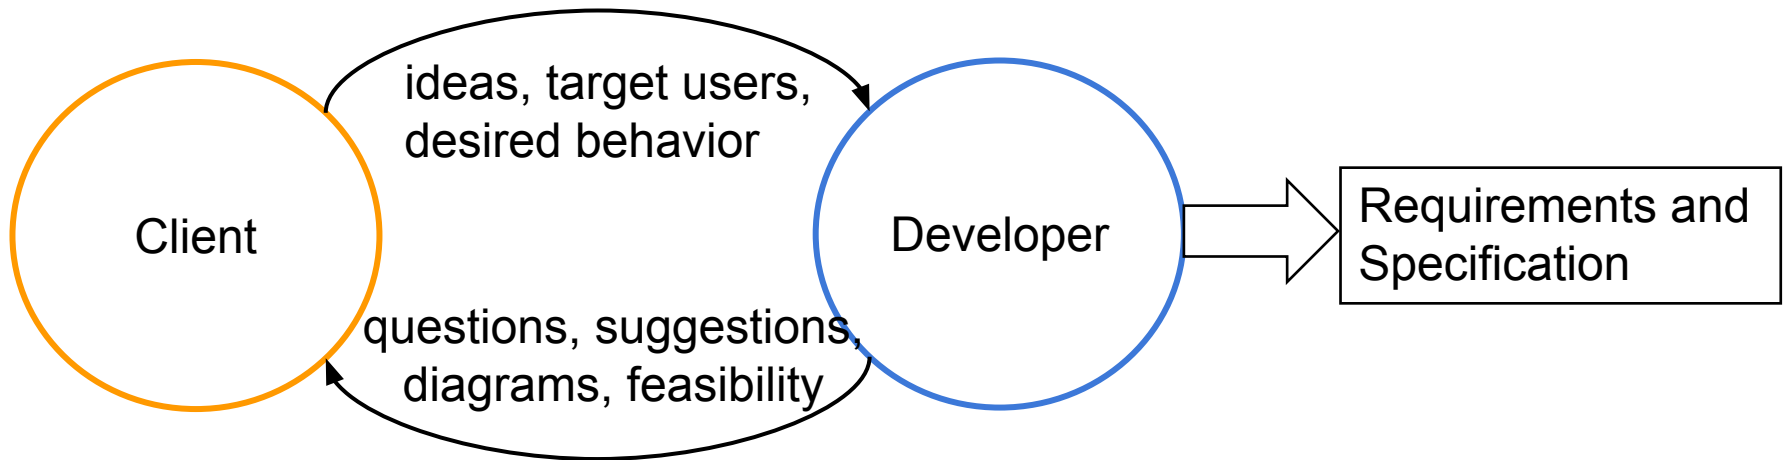 ideas, target users,
desired behavior
Client
Developer
Requirements and
Specification
questions, suggestions,
diagrams, feasibility